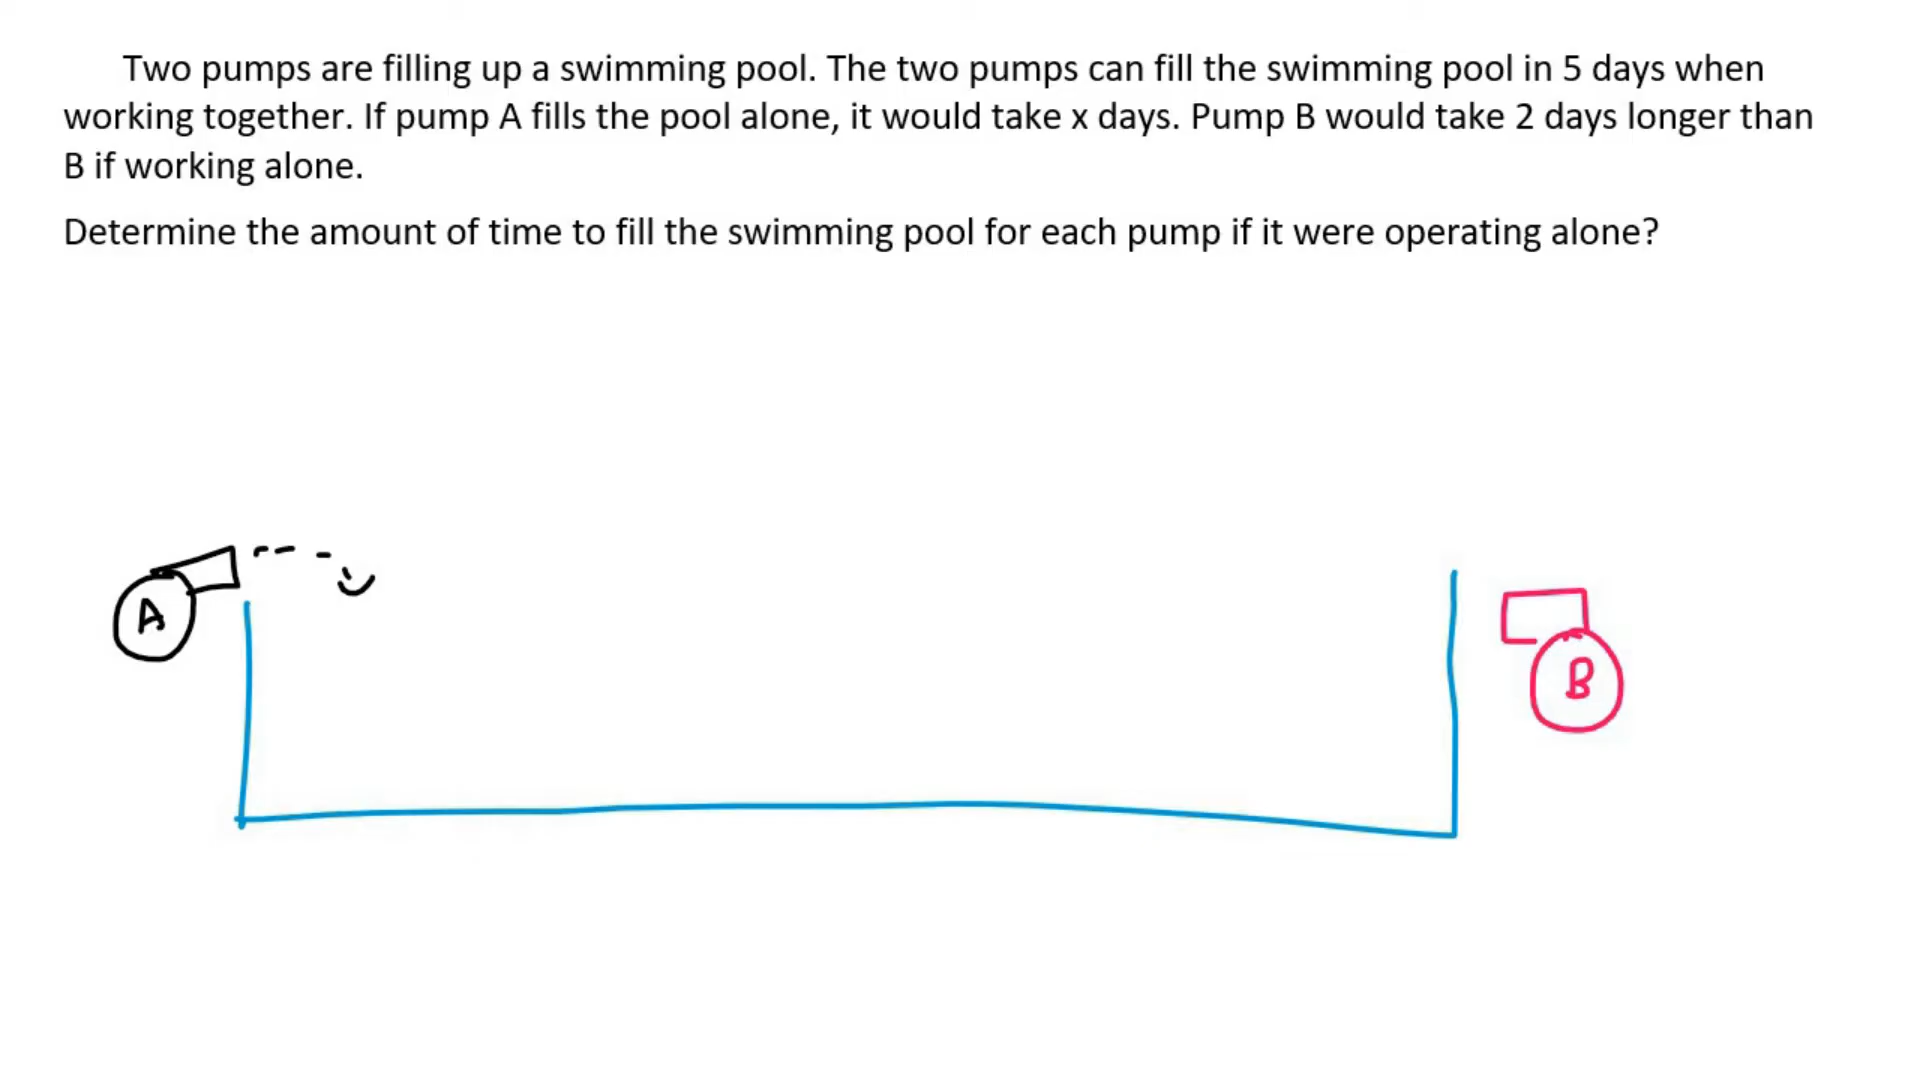 Two pumps are filling up a swimming pool. The two pumps can fill the swimming pool in 5 days when
working together. If pump A fills the pool alone, it would take x days. Pump B would take 2 days longer than
B if working alone.
Determine the amount of time to fill the swimming pool for each pump if it were operating alone?
A
B